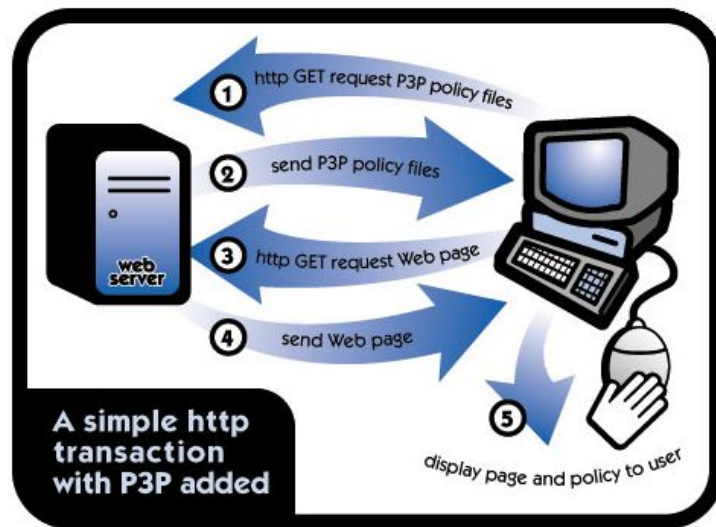 1 http GET request P3P policy files
2 send P3P policy files
web
server
3 http GET request Web page
4 send Web page
5
display page and policy to user
A simple http
transaction
with P3P added